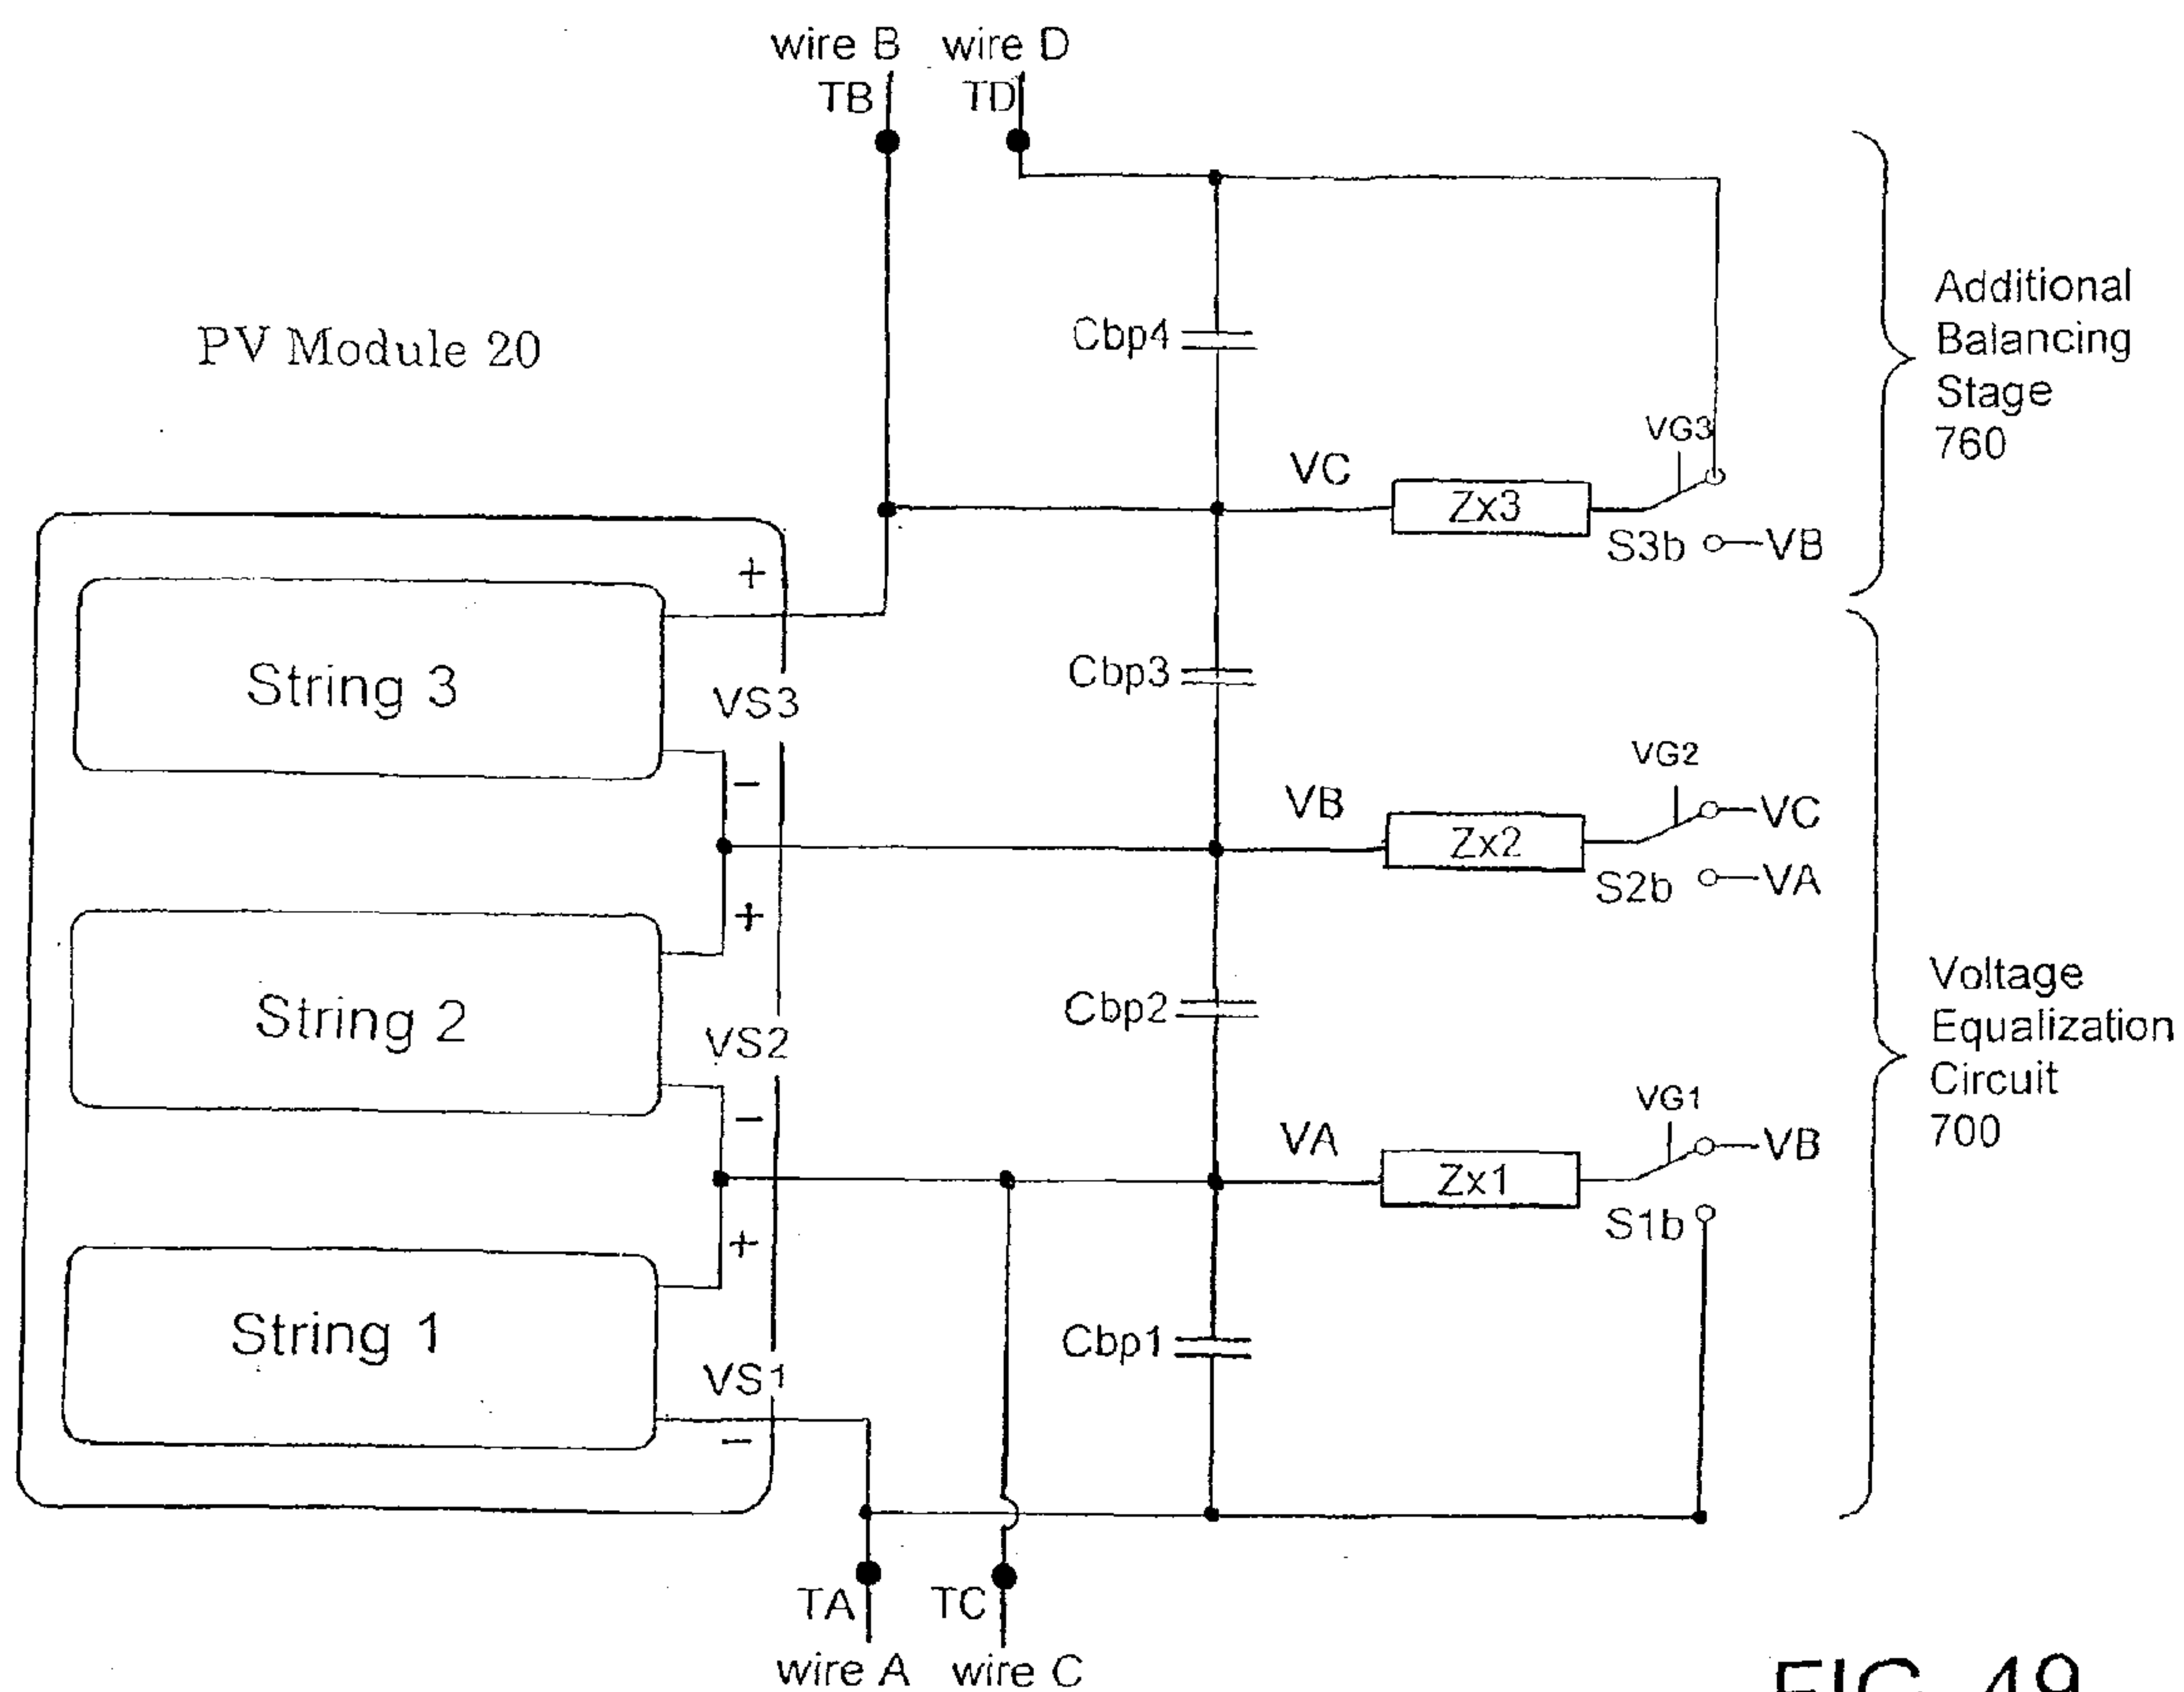 wire B wire D
TB TD
PV Module 20
Cbp4
Additional
Balancing
Stage
760
VG3
VC
Zx3
S3b
VB
+
String 3
VS3
Cbp3
−
VG2
VB
Zx2
VC
S2b
VA
+
String 2
VS2
Cbp2
−
Voltage
Equalization
Circuit
700
VG1
VA
Zx1
VB
S1b
+
String 1
VS1
Cbp1
−
TA TC
wire A wire C
FIG. 49